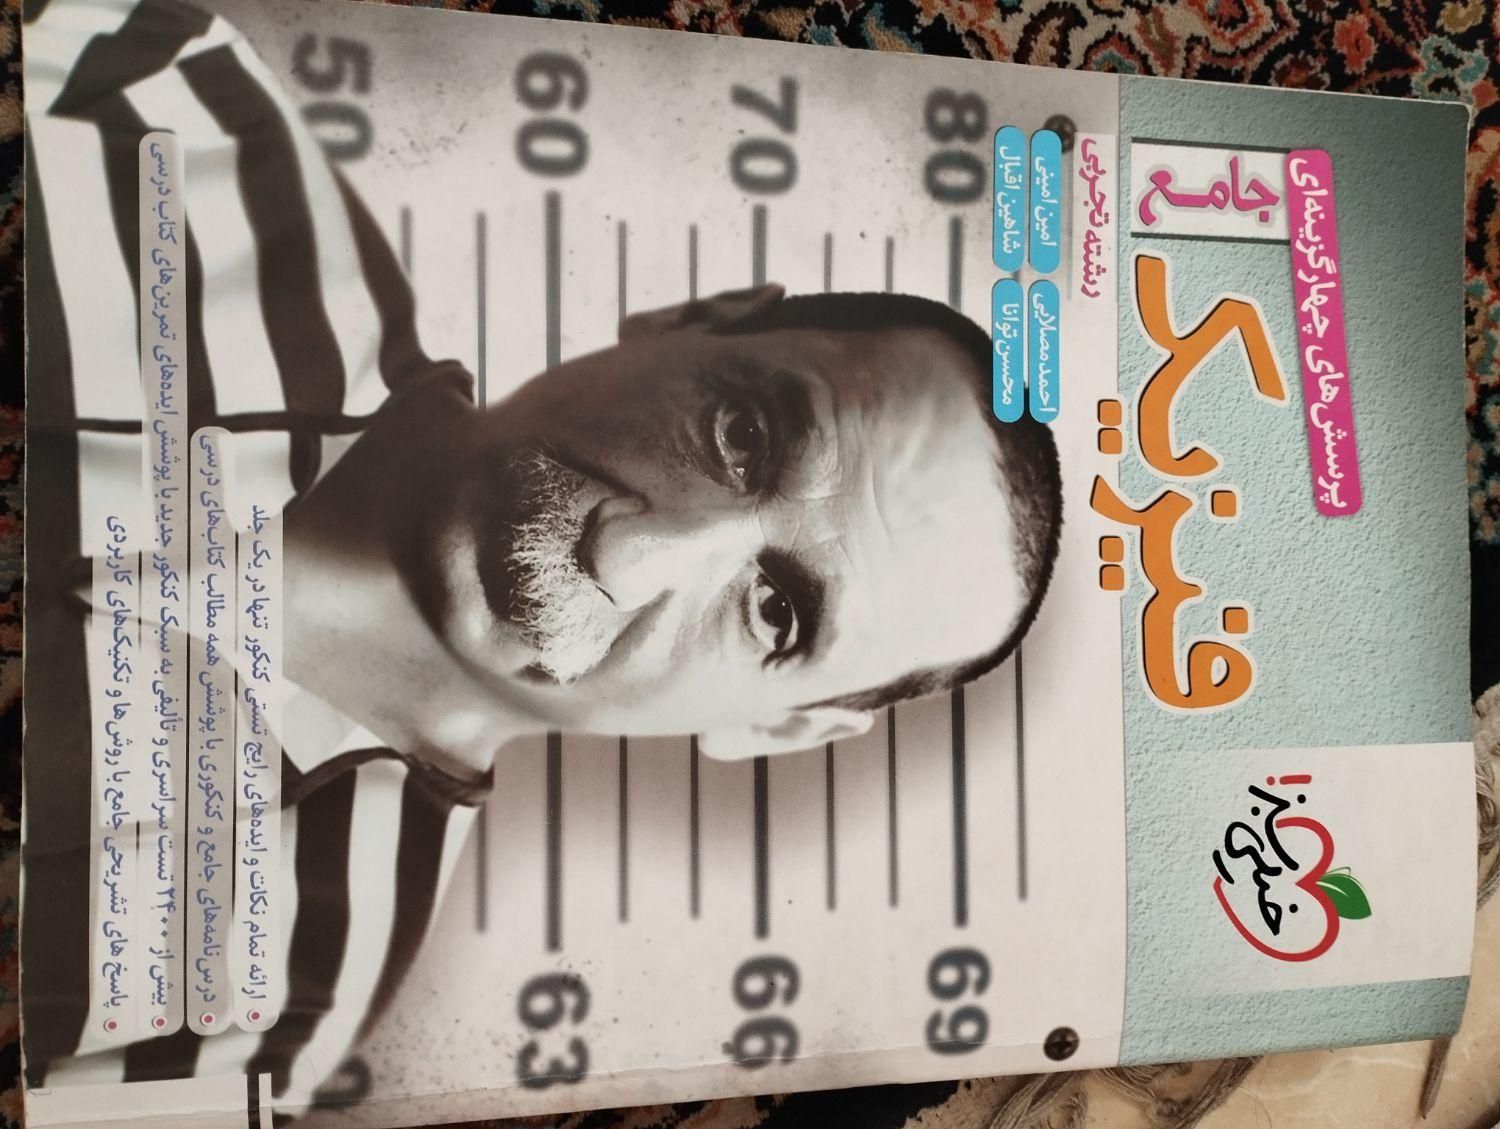 پرسش‌های چهارگزینه‌ای
جامع
فیزیک
خیلی سبز!
رشته تجربی
امین امینی
احمد مصلایی
شاهین اقبال
محسن توانا
80
69
70
66
60
63
50
ارائه تمام نکات و ایده‌های رایج تستی کنکور تنها در یک جلد
درس‌نامه‌های جامع و کنکوری با پوشش همه مطالب کتاب‌های درسی
بیش از ۲۴۰۰ تست سراسری و تألیفی به سبک کنکور جدید با پوشش ایده‌های تمرین‌های کتاب درسی
پاسخ های تشریحی جامع با روش‌ها و تکنیک‌های کاربردی